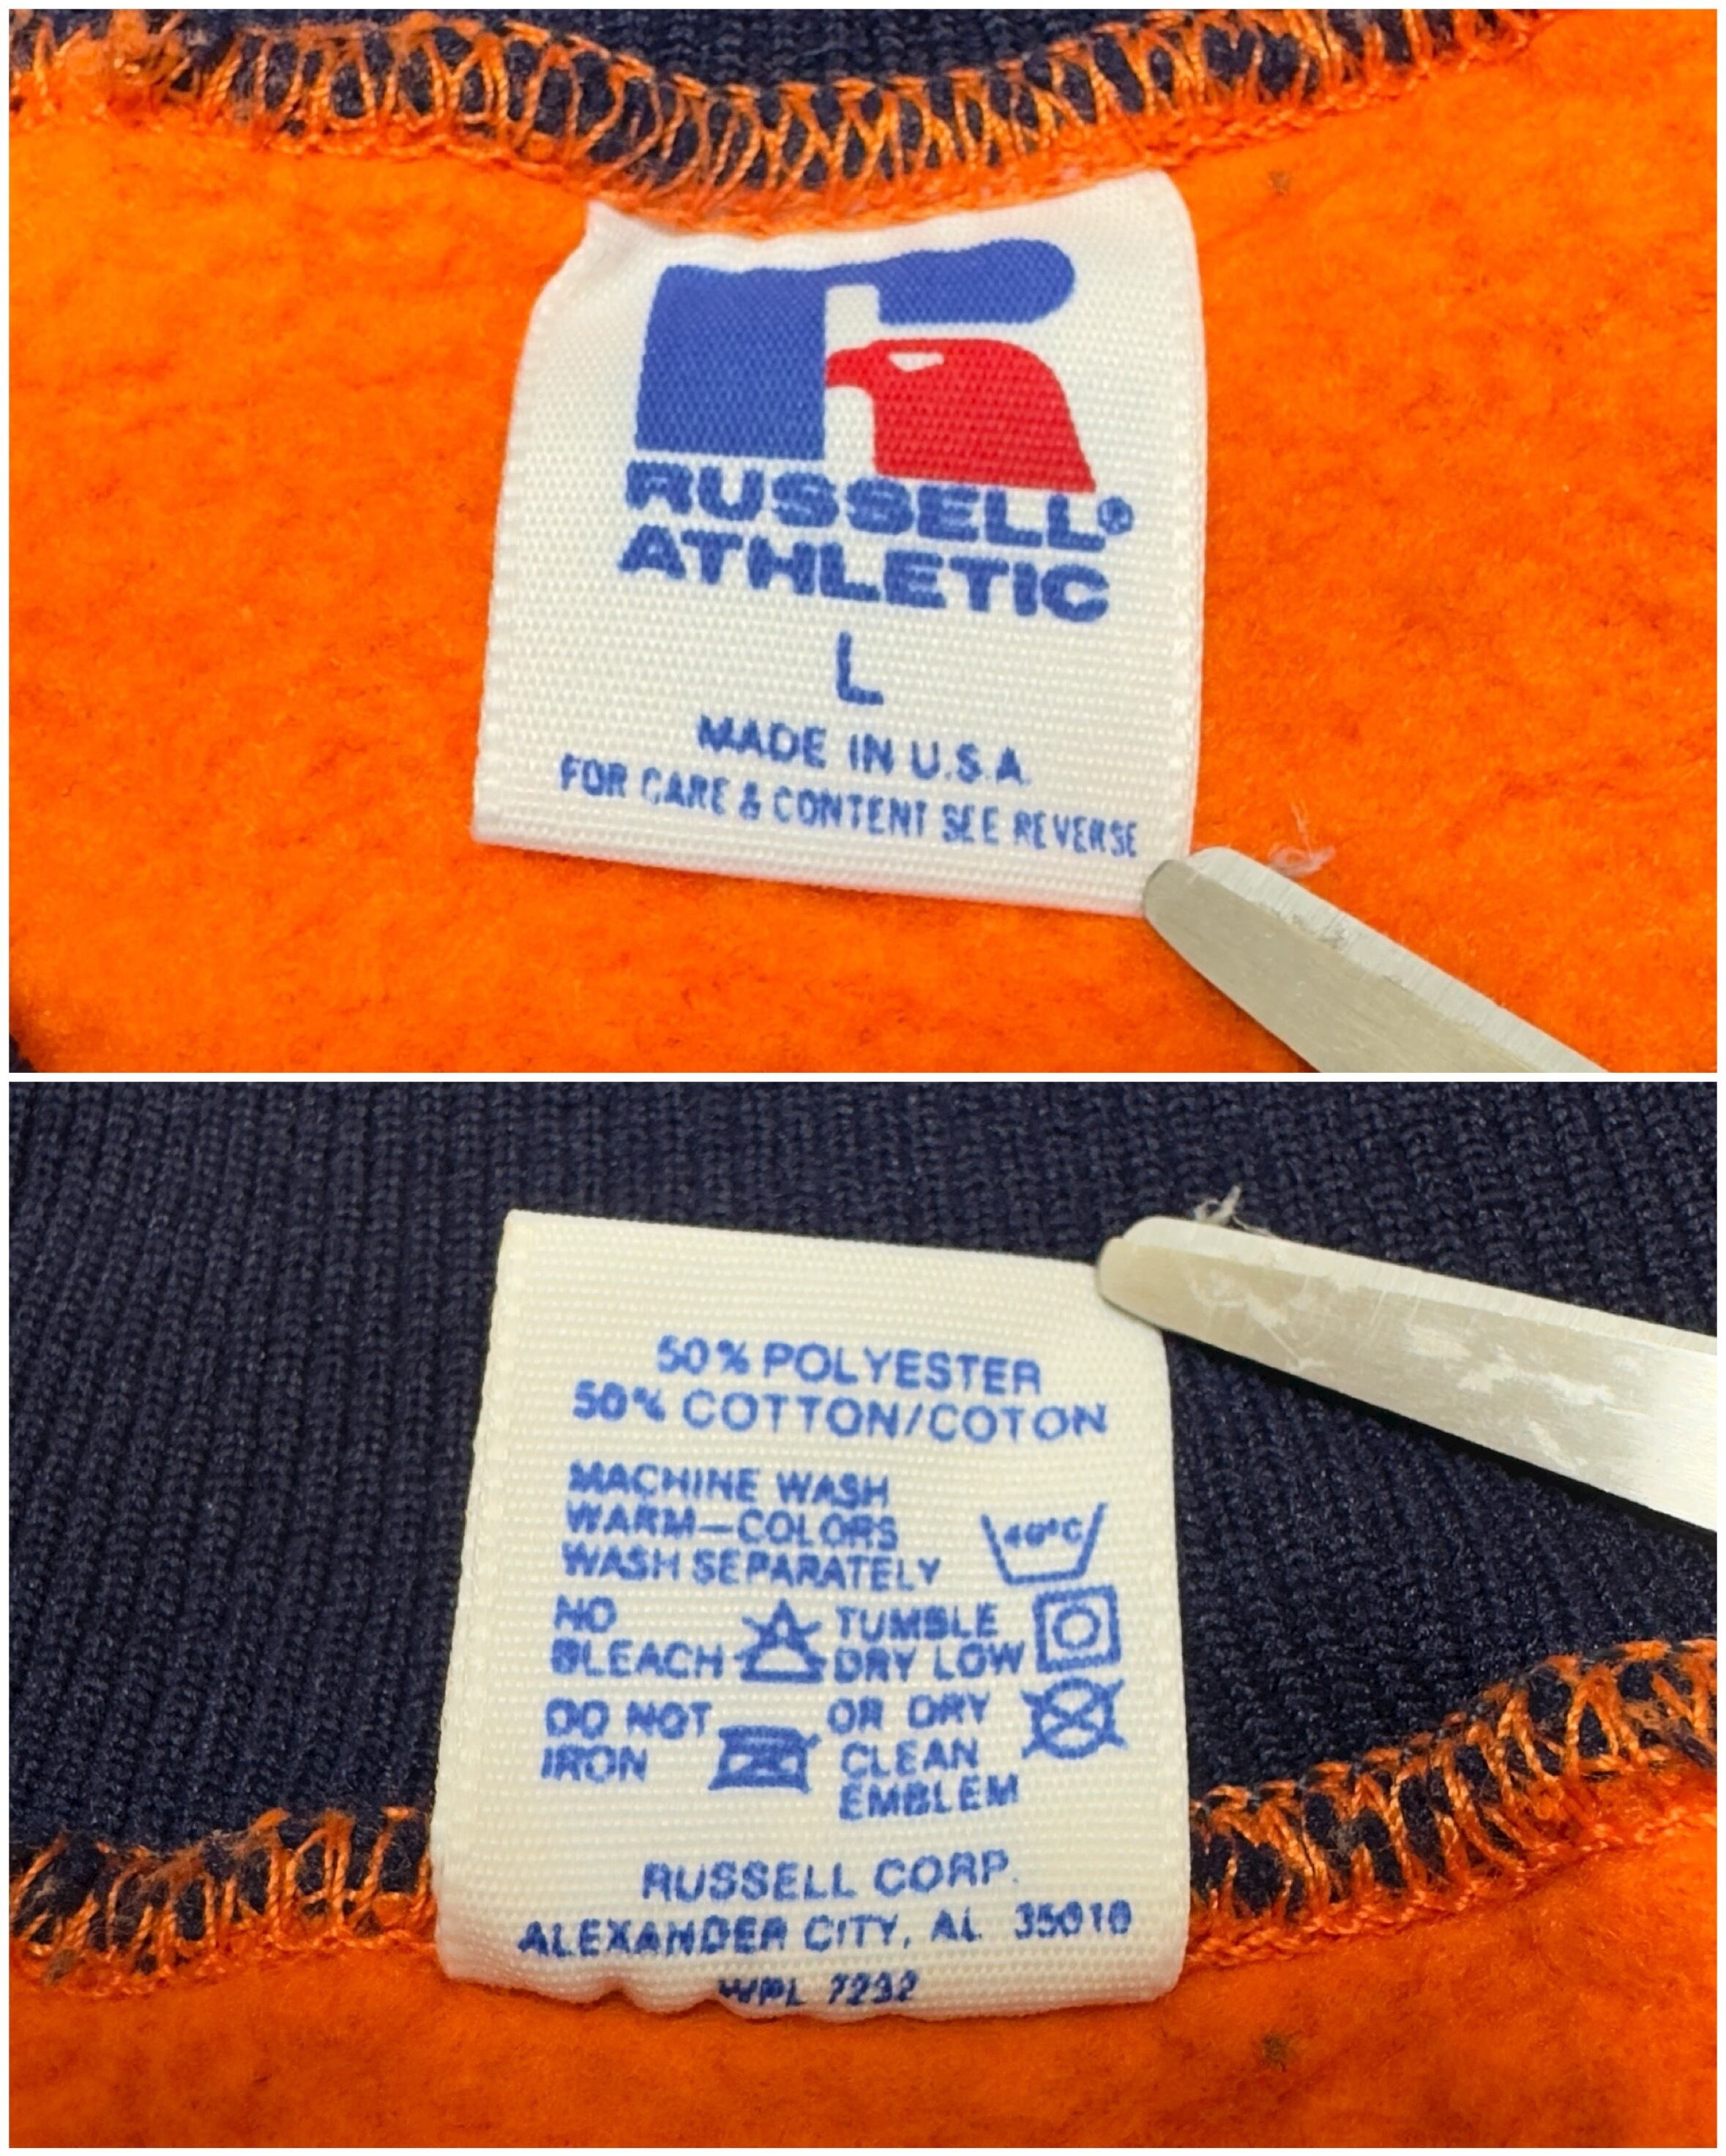 RUSSELL®
ATHLETIC
L
MADE IN U.S.A.
FOR CARE & CONTENT SEE REVERSE
50% POLYESTER
50% COTTON/COTON
MACHINE WASH
WARM—COLORS
WASH SEPARATELY
40°C
NO
BLEACH
TUMBLE
DRY LOW
DO NOT
IRON
OR DRY
CLEAN
EMBLEM
RUSSELL CORP.
ALEXANDER CITY, AL 35010
WPL 7232